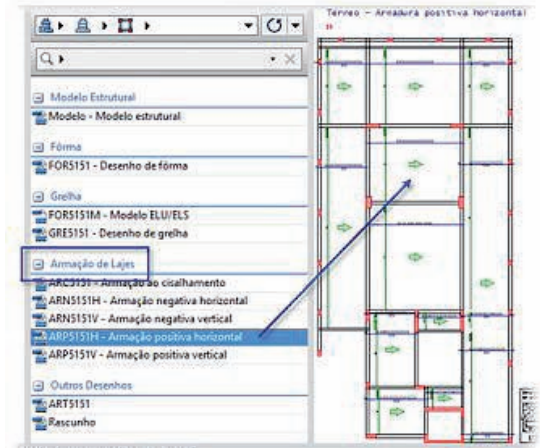 Térreo - Armadura positiva horizontal
Modelo Estrutural
Modelo - Modelo estrutural
Fôrma
FOR5151 - Desenho de fôrma
Grelha
FOR5151M - Modelo ELU/ELS
GRE5151 - Desenho de grelha
Armação de Lajes
ARC5151 - Armação ao cisalhamento
ARN5151H - Armação negativa horizontal
ARN5151V - Armação negativa vertical
ARP5151H - Armação positiva horizontal
ARP5151V - Armação positiva vertical
Outros Desenhos
ART5151
Rascunho